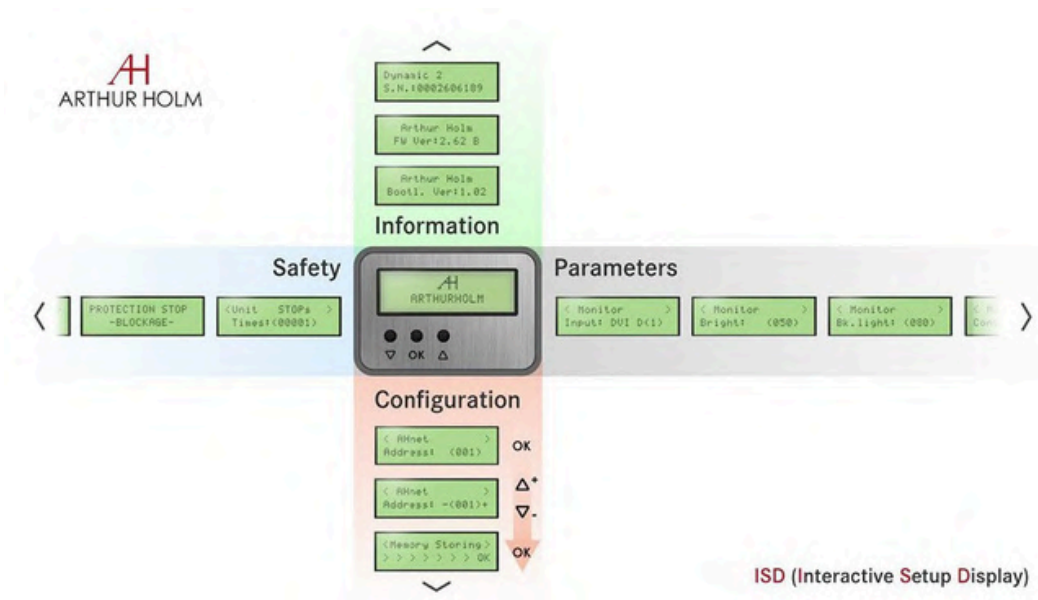 AH
ARTHUR HOLM
Dynamic 2
S.N.:0002606189
Arthur Holm
FW Ver:2.62 B
Arthur Holm
Bootl. Ver:1.02
Information
Safety
PROTECTION STOP
-BLOCKAGE-
<Unit STOPs >
Times:(00001)
AH
ARTHURHOLM
▽ OK △
Parameters
< Monitor >
Input: DVI D(1)
< Monitor >
Bright: (050)
< Monitor >
Bk.light: (080)
Configuration
< AHnet >
Address: (001)
OK
< AHnet >
Address: -(001)+
△+
▽-
<Memory Storing>
> > > > > > > OK
OK
ISD (Interactive Setup Display)